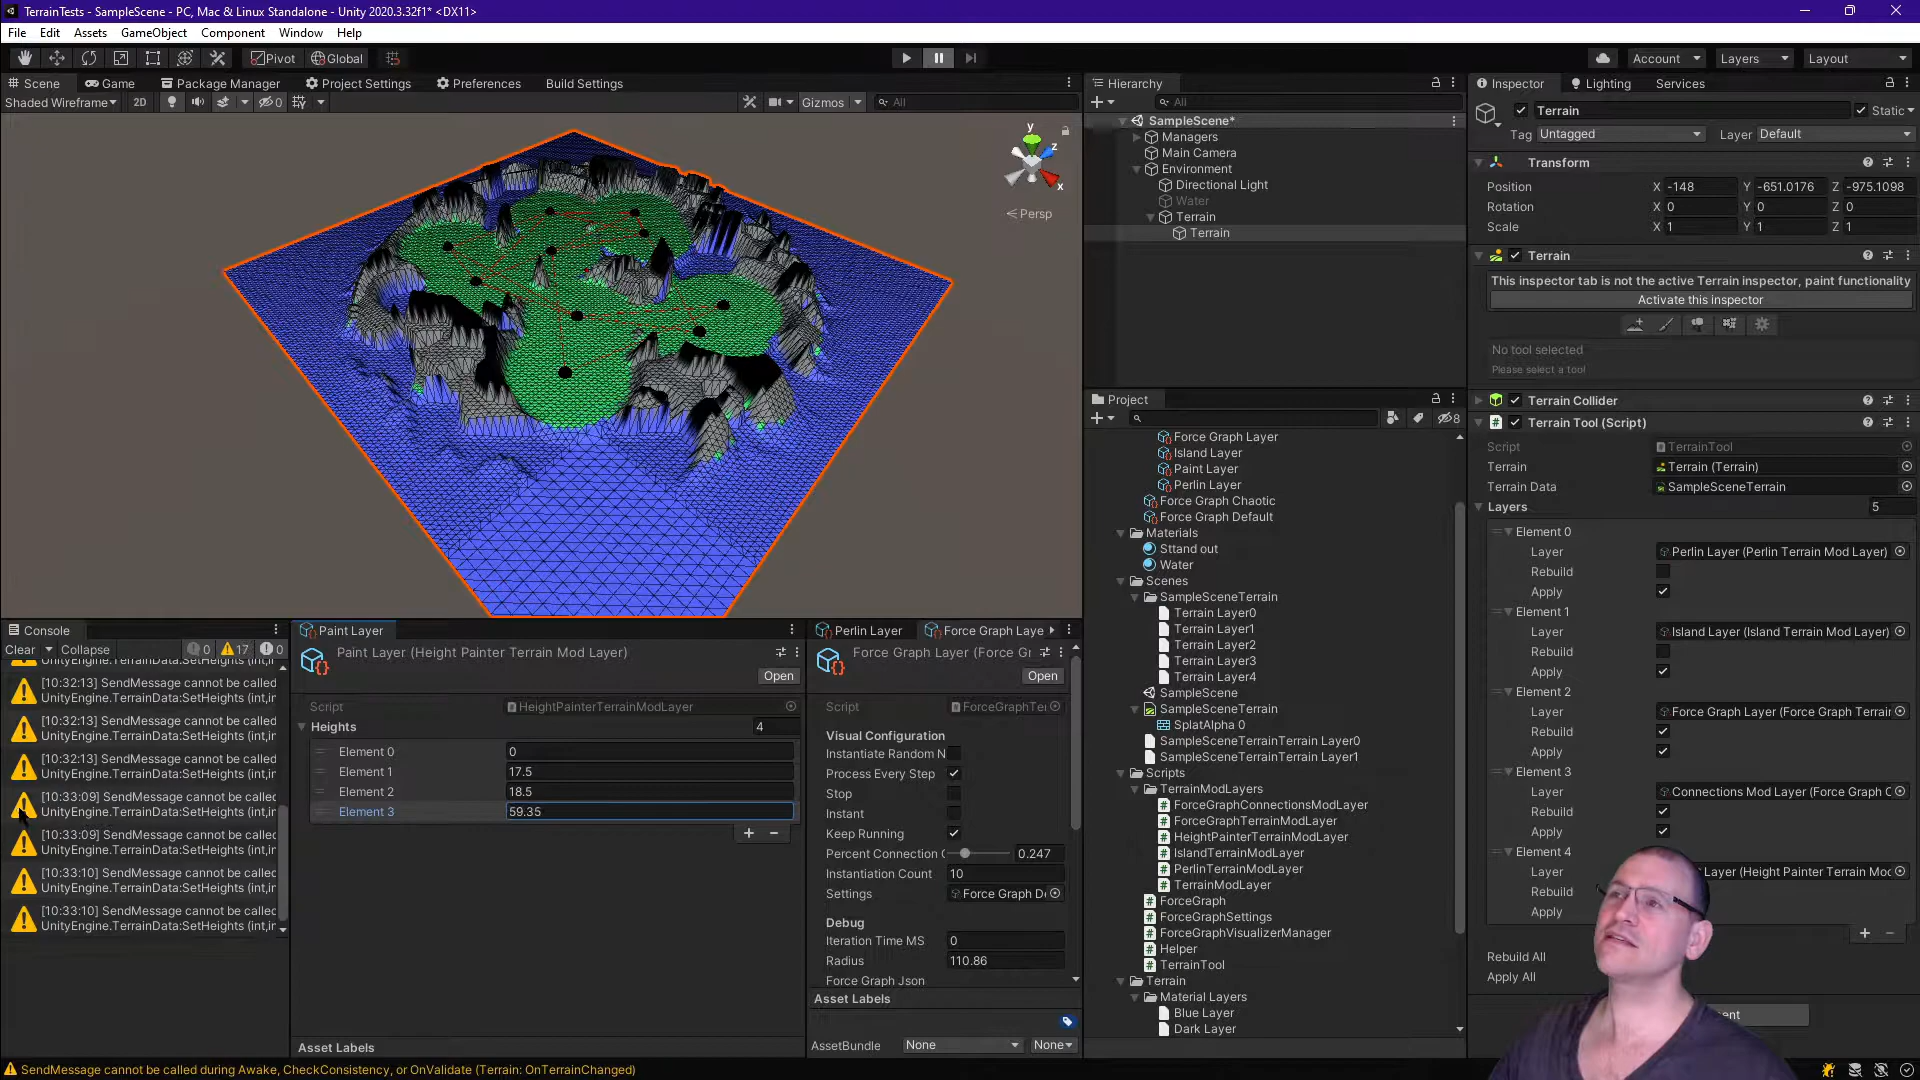 TerrainTests - SampleScene - PC, Mac & Linux Standalone - Unity 2020.3.32f1* <DX11>
File Edit Assets GameObject Component Window Help
Pivot Global
Account Layers Layout
Scene Game Package Manager Project Settings Preferences Build Settings
Shaded Wireframe 2D 0 Gizmos All
y
z
x
Persp
Hierarchy
All
SampleScene*
Managers
Main Camera
Environment
Directional Light
Water
Terrain
Terrain
Project
8
Force Graph Layer
Island Layer
Paint Layer
Perlin Layer
Force Graph Chaotic
Force Graph Default
Materials
Sttand out
Water
Scenes
SampleSceneTerrain
Terrain Layer0
Terrain Layer1
Terrain Layer2
Terrain Layer3
Terrain Layer4
SampleScene
SampleSceneTerrain
SplatAlpha 0
SampleSceneTerrainTerrain Layer0
SampleSceneTerrainTerrain Layer1
Scripts
TerrainModLayers
ForceGraphConnectionsModLayer
ForceGraphTerrainModLayer
HeightPainterTerrainModLayer
IslandTerrainModLayer
PerlinTerrainModLayer
TerrainModLayer
ForceGraph
ForceGraphSettings
ForceGraphVisualizerManager
Helper
TerrainTool
Terrain
Material Layers
Blue Layer
Dark Layer
Inspector Lighting Services
Terrain Static
Tag Untagged Layer Default
Transform
Position X -148 Y -651.0176 Z -975.1098
Rotation X 0 Y 0 Z 0
Scale X 1 Y 1 Z 1
Terrain
This inspector tab is not the active Terrain inspector, paint functionality
Activate this inspector
No tool selected
Please select a tool
Terrain Collider
Terrain Tool (Script)
Script TerrainTool
Terrain Terrain (Terrain)
Terrain Data SampleSceneTerrain
Layers 5
Element 0
Layer Perlin Layer (Perlin Terrain Mod Layer)
Rebuild
Apply
Element 1
Layer Island Layer (Island Terrain Mod Layer)
Rebuild
Apply
Element 2
Layer Force Graph Layer (Force Graph Terrain
Rebuild
Apply
Element 3
Layer Connections Mod Layer (Force Graph C
Rebuild
Apply
Element 4
Layer Layer (Height Painter Terrain Moc
Rebuild
Apply
Rebuild All
Apply All
ent
Console
Clear Collapse 0 17 0
UnityEngine.TerrainData:SetHeights (int,in
[10:32:13] SendMessage cannot be called
UnityEngine.TerrainData:SetHeights (int,in
[10:32:13] SendMessage cannot be called
UnityEngine.TerrainData:SetHeights (int,in
[10:32:13] SendMessage cannot be called
UnityEngine.TerrainData:SetHeights (int,in
[10:33:09] SendMessage cannot be called
UnityEngine.TerrainData:SetHeights (int,in
[10:33:09] SendMessage cannot be called
UnityEngine.TerrainData:SetHeights (int,in
[10:33:10] SendMessage cannot be called
UnityEngine.TerrainData:SetHeights (int,in
[10:33:10] SendMessage cannot be called
UnityEngine.TerrainData:SetHeights (int,in
Paint Layer
Paint Layer (Height Painter Terrain Mod Layer)
Open
Script HeightPainterTerrainModLayer
Heights 4
Element 0 0
Element 1 17.5
Element 2 18.5
Element 3 59.35
Asset Labels
Perlin Layer Force Graph Laye
Force Graph Layer (Force Gr
Open
Script ForceGraphTe
Visual Configuration
Instantiate Random N
Process Every Step
Stop
Instant
Keep Running
Percent Connection C 0.247
Instantiation Count 10
Settings Force Graph D
Debug
Iteration Time MS 0
Radius 110.86
Force Graph Json
Asset Labels
AssetBundle None None
SendMessage cannot be called during Awake, CheckConsistency, or OnValidate (Terrain: OnTerrainChanged)